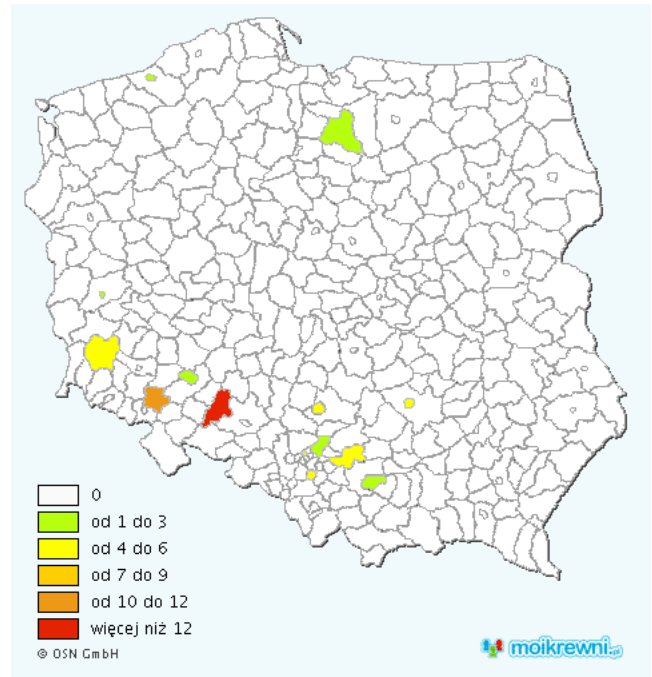 0
od 1 do 3
od 4 do 6
od 7 do 9
od 10 do 12
więcej niż 12
© OSN GmbH
moikrewni.pl